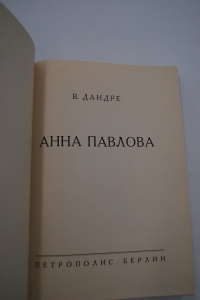 В. ДАНДРЕ
АННА ПАВЛОВА
ПЕТРОПОЛИС · БЕРЛИН